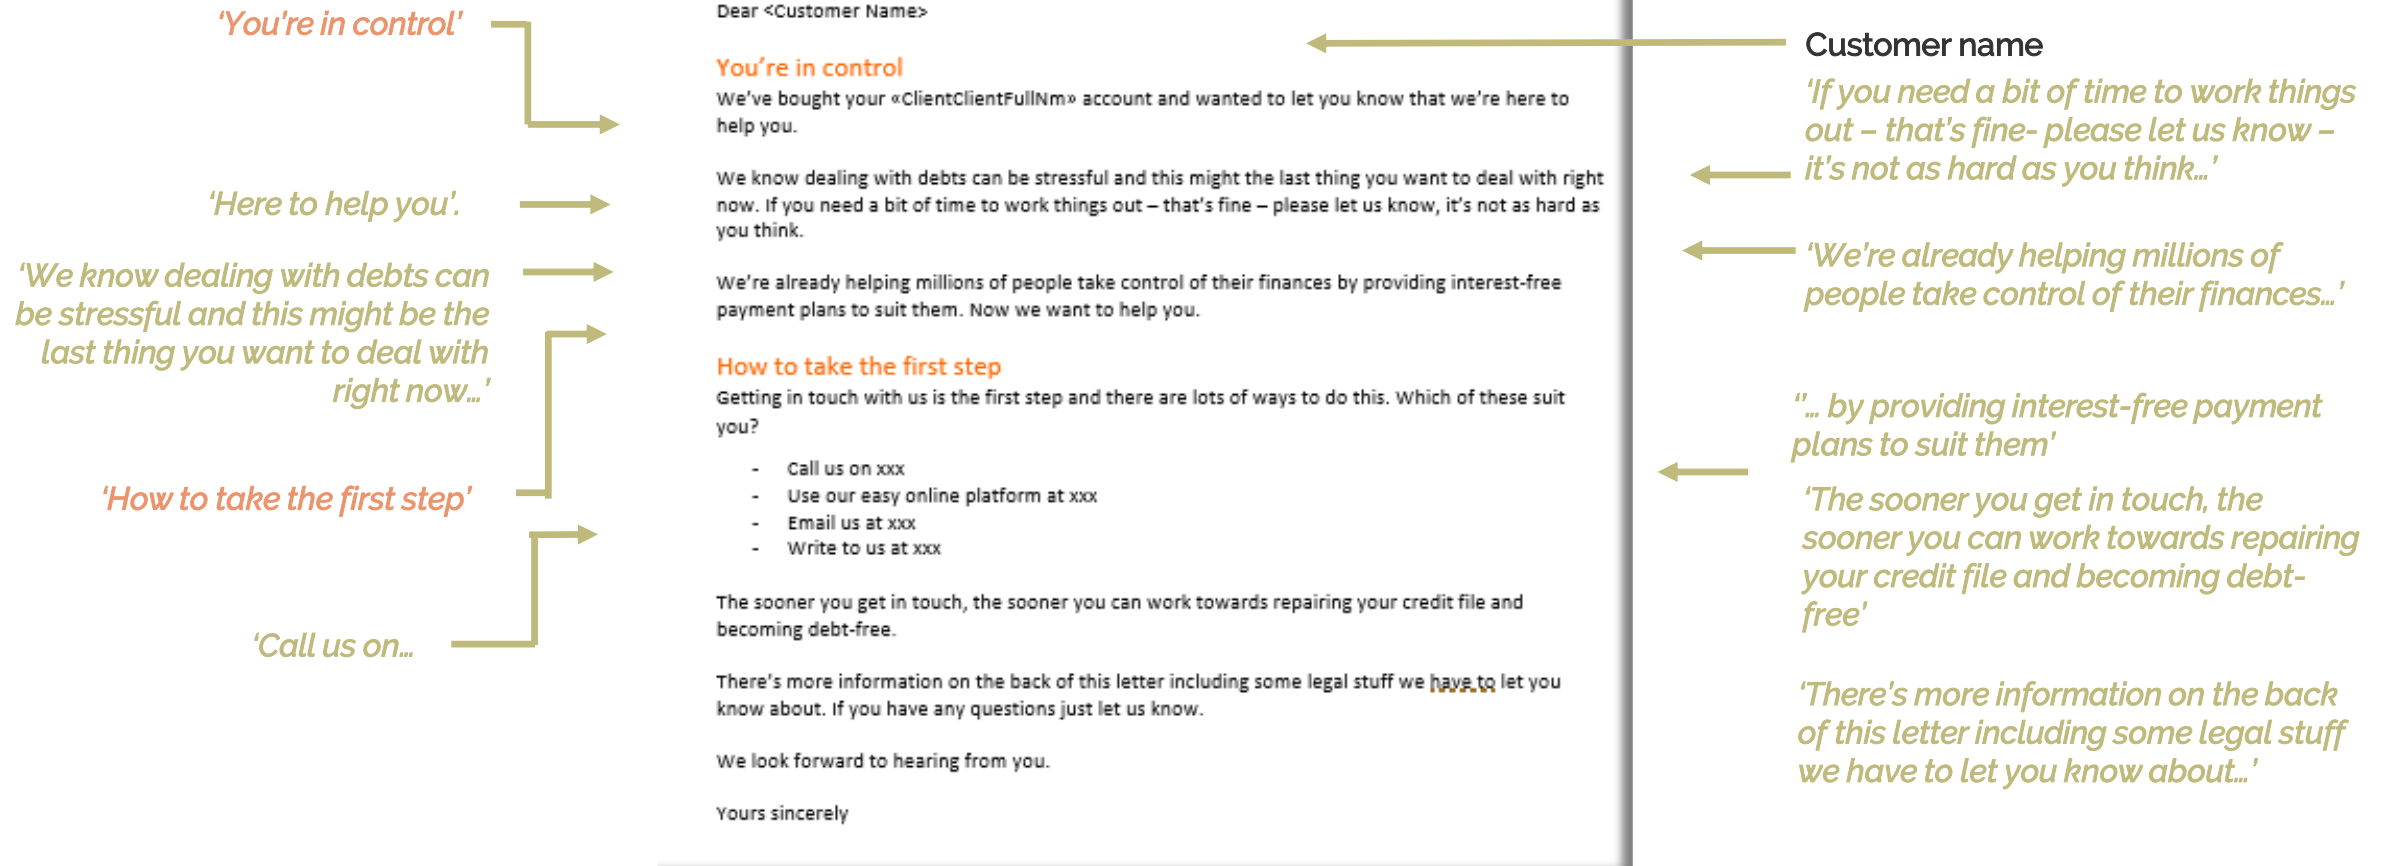 ‘You’re in control’
‘Here to help you’.
‘We know dealing with debts can
be stressful and this might be the
last thing you want to deal with
right now…’
‘How to take the first step’
‘Call us on…
Dear <Customer Name>
You’re in control
We’ve bought your «ClientClientFullNm» account and wanted to let you know that we’re here to
help you.
We know dealing with debts can be stressful and this might the last thing you want to deal with right
now. If you need a bit of time to work things out – that’s fine – please let us know, it’s not as hard as
you think.
We’re already helping millions of people take control of their finances by providing interest-free
payment plans to suit them. Now we want to help you.
How to take the first step
Getting in touch with us is the first step and there are lots of ways to do this. Which of these suit
you?
- Call us on xxx
- Use our easy online platform at xxx
- Email us at xxx
- Write to us at xxx
The sooner you get in touch, the sooner you can work towards repairing your credit file and
becoming debt-free.
There’s more information on the back of this letter including some legal stuff we have to let you
know about. If you have any questions just let us know.
We look forward to hearing from you.
Yours sincerely
Customer name
‘If you need a bit of time to work things
out – that’s fine- please let us know –
it’s not as hard as you think…’
‘We’re already helping millions of
people take control of their finances…’
‘’… by providing interest-free payment
plans to suit them’
‘The sooner you get in touch, the
sooner you can work towards repairing
your credit file and becoming debt-
free’
‘There’s more information on the back
of this letter including some legal stuff
we have to let you know about…’